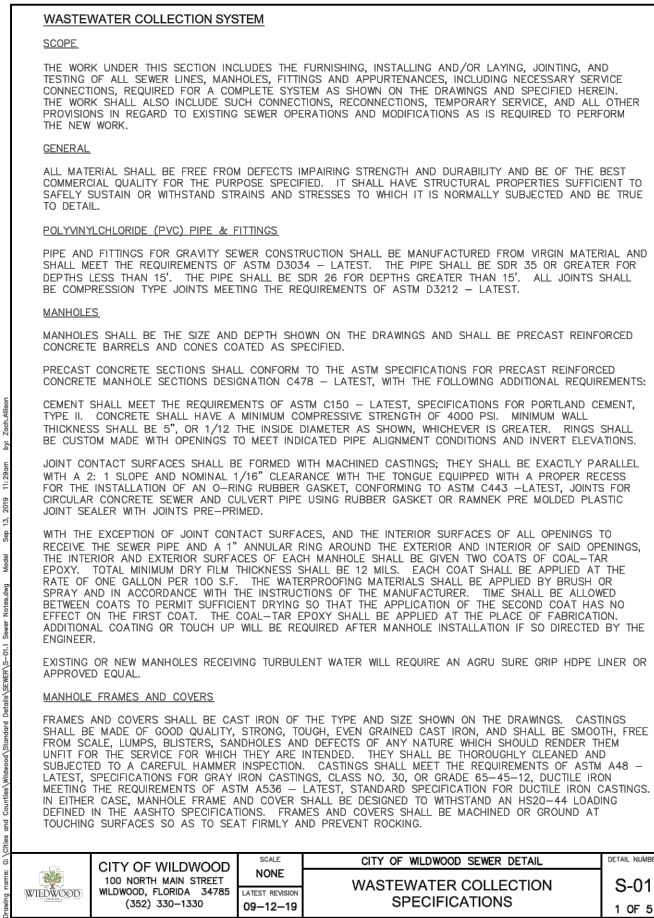 WASTEWATER COLLECTION SYSTEM
SCOPE
THE WORK UNDER THIS SECTION INCLUDES THE FURNISHING, INSTALLING AND/OR LAYING, JOINTING, AND
TESTING OF ALL SEWER LINES, MANHOLES, FITTINGS AND APPURTENANCES, INCLUDING NECESSARY SERVICE
CONNECTIONS, REQUIRED FOR A COMPLETE SYSTEM AS SHOWN ON THE DRAWINGS AND SPECIFIED HEREIN.
THE WORK SHALL ALSO INCLUDE SUCH CONNECTIONS, RECONNECTIONS, TEMPORARY SERVICE, AND ALL OTHER
PROVISIONS IN REGARD TO EXISTING SEWER OPERATIONS AND MODIFICATIONS AS IS REQUIRED TO PERFORM
THE NEW WORK.
GENERAL
ALL MATERIAL SHALL BE FREE FROM DEFECTS IMPAIRING STRENGTH AND DURABILITY AND BE OF THE BEST
COMMERCIAL QUALITY FOR THE PURPOSE SPECIFIED. IT SHALL HAVE STRUCTURAL PROPERTIES SUFFICIENT TO
SAFELY SUSTAIN OR WITHSTAND STRAINS AND STRESSES TO WHICH IT IS NORMALLY SUBJECTED AND BE TRUE
TO DETAIL.
POLYVINYLCHLORIDE (PVC) PIPE & FITTINGS
PIPE AND FITTINGS FOR GRAVITY SEWER CONSTRUCTION SHALL BE MANUFACTURED FROM VIRGIN MATERIAL AND
SHALL MEET THE REQUIREMENTS OF ASTM D3034 – LATEST. THE PIPE SHALL BE SDR 35 OR GREATER FOR
DEPTHS LESS THAN 15'. THE PIPE SHALL BE SDR 26 FOR DEPTHS GREATER THAN 15'. ALL JOINTS SHALL
BE COMPRESSION TYPE JOINTS MEETING THE REQUIREMENTS OF ASTM D3212 – LATEST.
MANHOLES
MANHOLES SHALL BE THE SIZE AND DEPTH SHOWN ON THE DRAWINGS AND SHALL BE PRECAST REINFORCED
CONCRETE BARRELS AND CONES COATED AS SPECIFIED.
PRECAST CONCRETE SECTIONS SHALL CONFORM TO THE ASTM SPECIFICATIONS FOR PRECAST REINFORCED
CONCRETE MANHOLE SECTIONS DESIGNATION C478 – LATEST, WITH THE FOLLOWING ADDITIONAL REQUIREMENTS:
CEMENT SHALL MEET THE REQUIREMENTS OF ASTM C150 – LATEST, SPECIFICATIONS FOR PORTLAND CEMENT,
TYPE II. CONCRETE SHALL HAVE A MINIMUM COMPRESSIVE STRENGTH OF 4000 PSI. MINIMUM WALL
THICKNESS SHALL BE 5", OR 1/12 THE INSIDE DIAMETER AS SHOWN, WHICHEVER IS GREATER. RINGS SHALL
BE CUSTOM MADE WITH OPENINGS TO MEET INDICATED PIPE ALIGNMENT CONDITIONS AND INVERT ELEVATIONS.
JOINT CONTACT SURFACES SHALL BE FORMED WITH MACHINED CASTINGS; THEY SHALL BE EXACTLY PARALLEL
WITH A 2: 1 SLOPE AND NOMINAL 1/16" CLEARANCE WITH THE TONGUE EQUIPPED WITH A PROPER RECESS
FOR THE INSTALLATION OF AN O-RING RUBBER GASKET, CONFORMING TO ASTM C443 –LATEST, JOINTS FOR
CIRCULAR CONCRETE SEWER AND CULVERT PIPE USING RUBBER GASKET OR RAMNEK PRE MOLDED PLASTIC
JOINT SEALER WITH JOINTS PRE-PRIMED.
WITH THE EXCEPTION OF JOINT CONTACT SURFACES, AND THE INTERIOR SURFACES OF ALL OPENINGS TO
RECEIVE THE SEWER PIPE AND A 1" ANNULAR RING AROUND THE EXTERIOR AND INTERIOR OF SAID OPENINGS,
THE INTERIOR AND EXTERIOR SURFACES OF EACH MANHOLE SHALL BE GIVEN TWO COATS OF COAL-TAR
EPOXY. TOTAL MINIMUM DRY FILM THICKNESS SHALL BE 12 MILS. EACH COAT SHALL BE APPLIED AT THE
RATE OF ONE GALLON PER 100 S.F. THE WATERPROOFING MATERIALS SHALL BE APPLIED BY BRUSH OR
SPRAY AND IN ACCORDANCE WITH THE INSTRUCTIONS OF THE MANUFACTURER. TIME SHALL BE ALLOWED
BETWEEN COATS TO PERMIT SUFFICIENT DRYING SO THAT THE APPLICATION OF THE SECOND COAT HAS NO
EFFECT ON THE FIRST COAT. THE COAL-TAR EPOXY SHALL BE APPLIED AT THE PLACE OF FABRICATION.
ADDITIONAL COATING OR TOUCH UP WILL BE REQUIRED AFTER MANHOLE INSTALLATION IF SO DIRECTED BY THE
ENGINEER.
EXISTING OR NEW MANHOLES RECEIVING TURBULENT WATER WILL REQUIRE AN AGRU SURE GRIP HDPE LINER OR
APPROVED EQUAL.
MANHOLE FRAMES AND COVERS
FRAMES AND COVERS SHALL BE CAST IRON OF THE TYPE AND SIZE SHOWN ON THE DRAWINGS. CASTINGS
SHALL BE MADE OF GOOD QUALITY, STRONG, TOUGH, EVEN GRAINED CAST IRON, AND SHALL BE SMOOTH, FREE
FROM SCALE, LUMPS, BLISTERS, SANDHOLES AND DEFECTS OF ANY NATURE WHICH SHOULD RENDER THEM
UNFIT FOR THE SERVICE FOR WHICH THEY ARE INTENDED. THEY SHALL BE THOROUGHLY CLEANED AND
SUBJECTED TO A CAREFUL HAMMER INSPECTION. CASTINGS SHALL MEET THE REQUIREMENTS OF ASTM A48 –
LATEST, SPECIFICATIONS FOR GRAY IRON CASTINGS, CLASS NO. 30, OR GRADE 65-45-12, DUCTILE IRON
MEETING THE REQUIREMENTS OF ASTM A536 – LATEST, STANDARD SPECIFICATION FOR DUCTILE IRON CASTINGS.
IN EITHER CASE, MANHOLE FRAME AND COVER SHALL BE DESIGNED TO WITHSTAND AN HS20-44 LOADING
DEFINED IN THE AASHTO SPECIFICATIONS. FRAMES AND COVERS SHALL BE MACHINED OR GROUND AT
TOUCHING SURFACES SO AS TO SEAT FIRMLY AND PREVENT ROCKING.
Drawing name: G:\Cities and Counties\Wildwood\Standard Details\SEWER\S-01.1 Sewer Notes.dwg Model Sep 13, 2019 11:29am by: Zach.Allison
WILDWOOD
CITY OF WILDWOOD
100 NORTH MAIN STREET
WILDWOOD, FLORIDA 34785
(352) 330-1330
SCALE
NONE
LATEST REVISION
09-12-19
CITY OF WILDWOOD SEWER DETAIL
WASTEWATER COLLECTION
SPECIFICATIONS
DETAIL NUMBE
S-01
1 OF 5